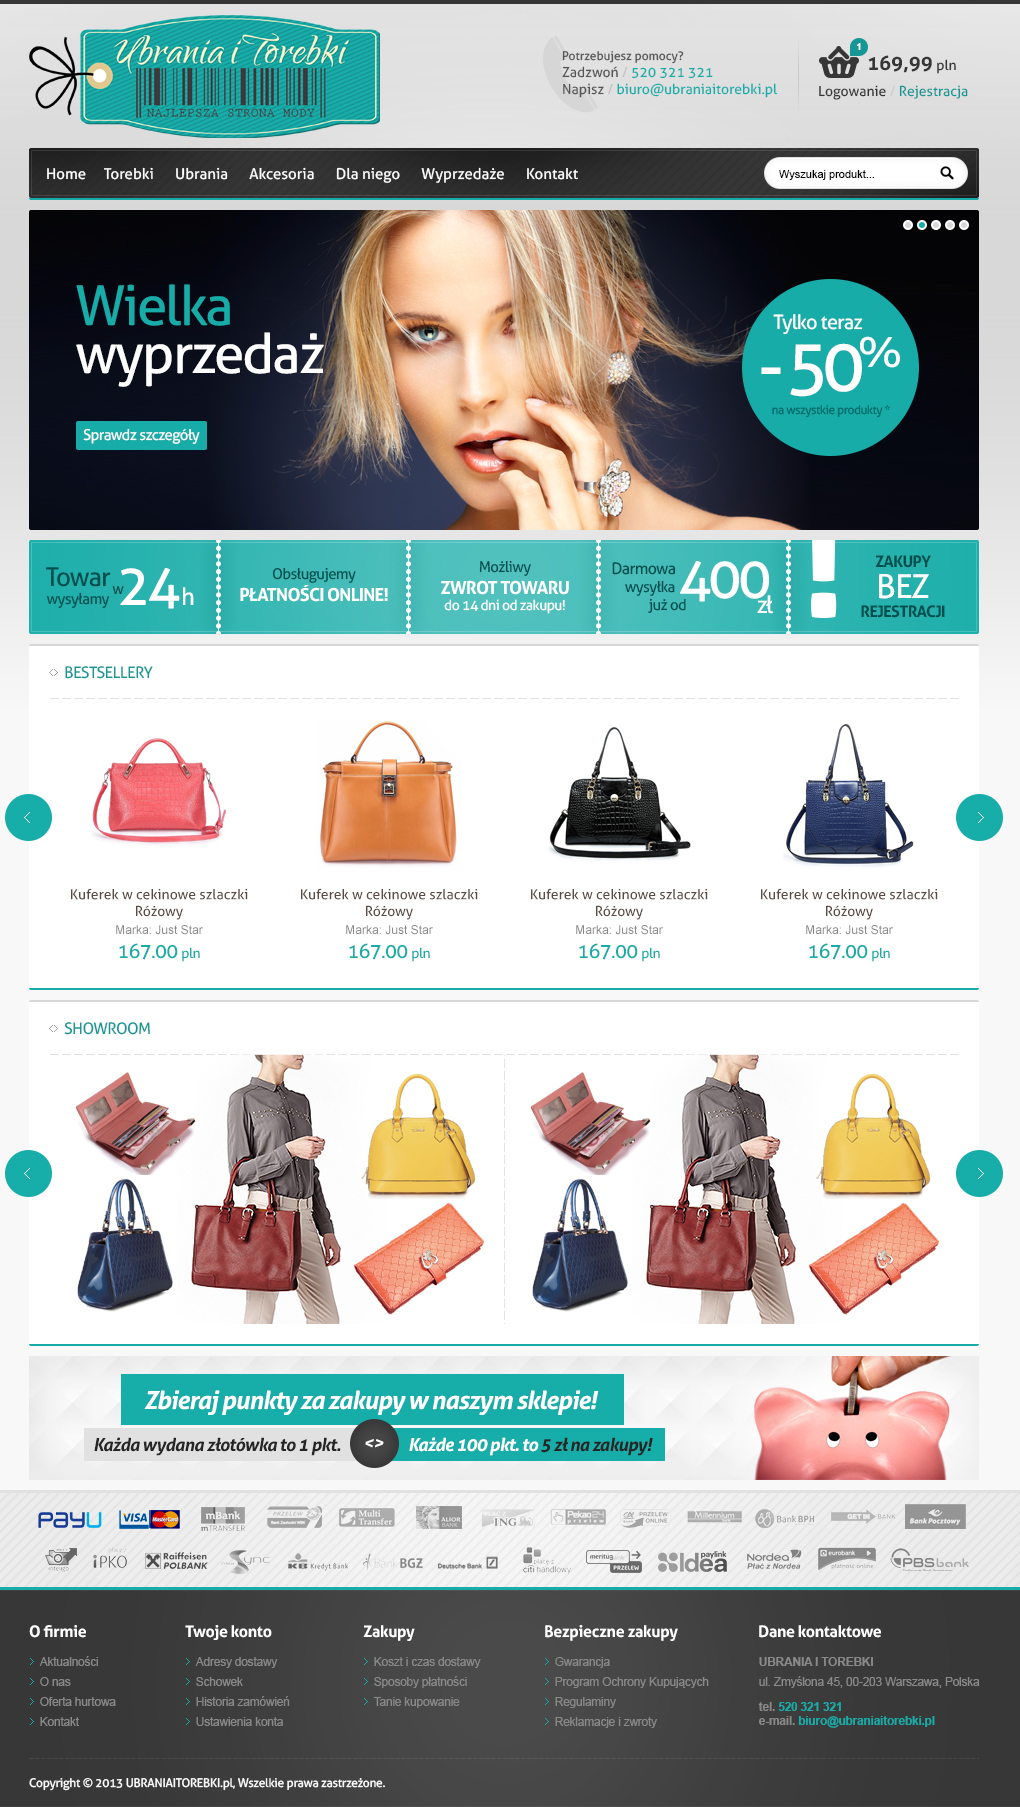 Ubrania i Torebki
NAJLEPSZA STRONA MODY
Potrzebujesz pomocy?
Zadzwoń / 520 321 321
Napisz / biuro@ubraniaitorebki.pl
1
169,99 pln
Logowanie / Rejestracja
Home Torebki Ubrania Akcesoria Dla niego Wyprzedaże Kontakt
Wyszukaj produkt...
Wielka
wyprzedaż
Sprawdz szczegóły
Tylko teraz
- 50%
na wszystkie produkty *
Towar
wysyłamy w 24h
Obsługujemy
PŁATNOŚCI ONLINE!
Możliwy
ZWROT TOWARU
do 14 dni od zakupu!
Darmowa
wysyłka
już od 400 zł
! ZAKUPY
BEZ
REJESTRACJI
BESTSELLERY
Kuferek w cekinowe szlaczki
Różowy
Marka: Just Star
167.00 pln
Kuferek w cekinowe szlaczki
Różowy
Marka: Just Star
167.00 pln
Kuferek w cekinowe szlaczki
Różowy
Marka: Just Star
167.00 pln
Kuferek w cekinowe szlaczki
Różowy
Marka: Just Star
167.00 pln
SHOWROOM
Zbieraj punkty za zakupy w naszym sklepie!
Każda wydana złotówka to 1 pkt. <> Każde 100 pkt. to 5 zł na zakupy!
PayU VISA MasterCard mBank mTRANSFER PRZELEW Multi Transfer ALIOR BANK ING Pekao Przelew PRZELEW ONLINE Millennium Bank BPH GET IN BANK Bank Pocztowy
iPKO Raiffeisen POLBANK Sync KB Kredyt Bank Bank BGZ Deutsche Bank płać z citi handlowy meritum PRZELEW paylink Idea Nordea Płać z Nordea eurobank płatność online PBS bank
O firmie
Aktualności
O nas
Oferta hurtowa
Kontakt
Twoje konto
Adresy dostawy
Schowek
Historia zamówień
Ustawienia konta
Zakupy
Koszt i czas dostawy
Sposoby płatności
Tanie kupowanie
Bezpieczne zakupy
Gwarancja
Program Ochrony Kupujących
Regulaminy
Reklamacje i zwroty
Dane kontaktowe
UBRANIA I TOREBKI
ul. Zmyślona 45, 00-203 Warszawa, Polska
tel. 520 321 321
e-mail. biuro@ubraniaitorebki.pl
Copyright © 2013 UBRANIAITOREBKI.pl, Wszelkie prawa zastrzeżone.